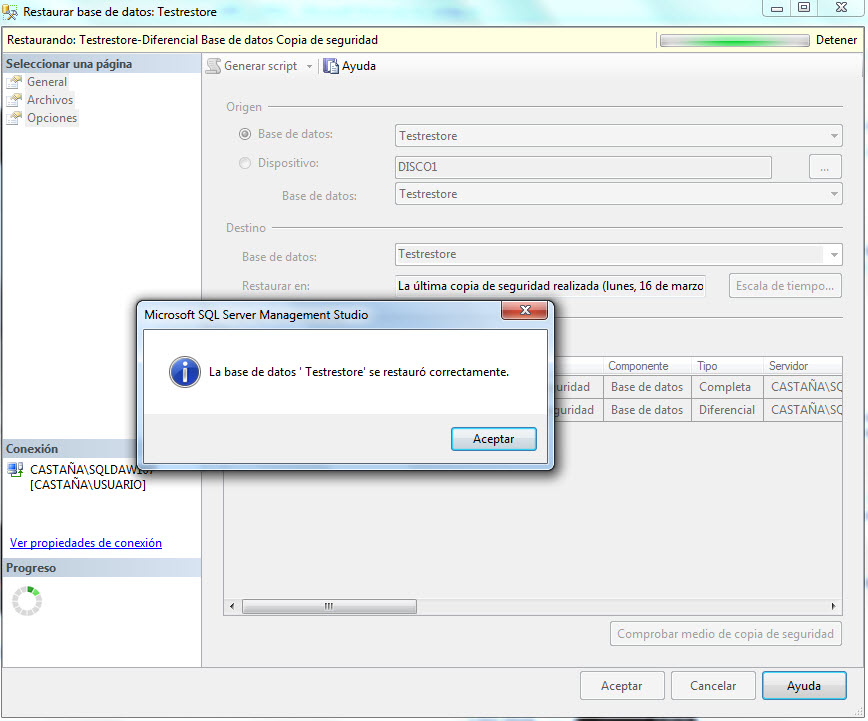 Restaurar base de datos: Testrestore
Restaurando: Testrestore-Diferencial Base de datos Copia de seguridad
Detener
Seleccionar una página
General
Archivos
Opciones
Generar script
Ayuda
Origen
Base de datos:
Testrestore
Dispositivo:
DISCO1
...
Base de datos:
Testrestore
Destino
Base de datos:
Testrestore
Restaurar en:
La última copia de seguridad realizada (lunes, 16 de marzo
Escala de tiempo...
Microsoft SQL Server Management Studio
La base de datos ' Testrestore' se restauró correctamente.
Aceptar
Componente Tipo Servidor
Base de datos Completa CASTAÑA\SQ
Base de datos Diferencial CASTAÑA\SQ
Conexión
[CASTAÑA\USUARIO]
Ver propiedades de conexión
Progreso
Comprobar medio de copia de seguridad
Aceptar
Cancelar
Ayuda